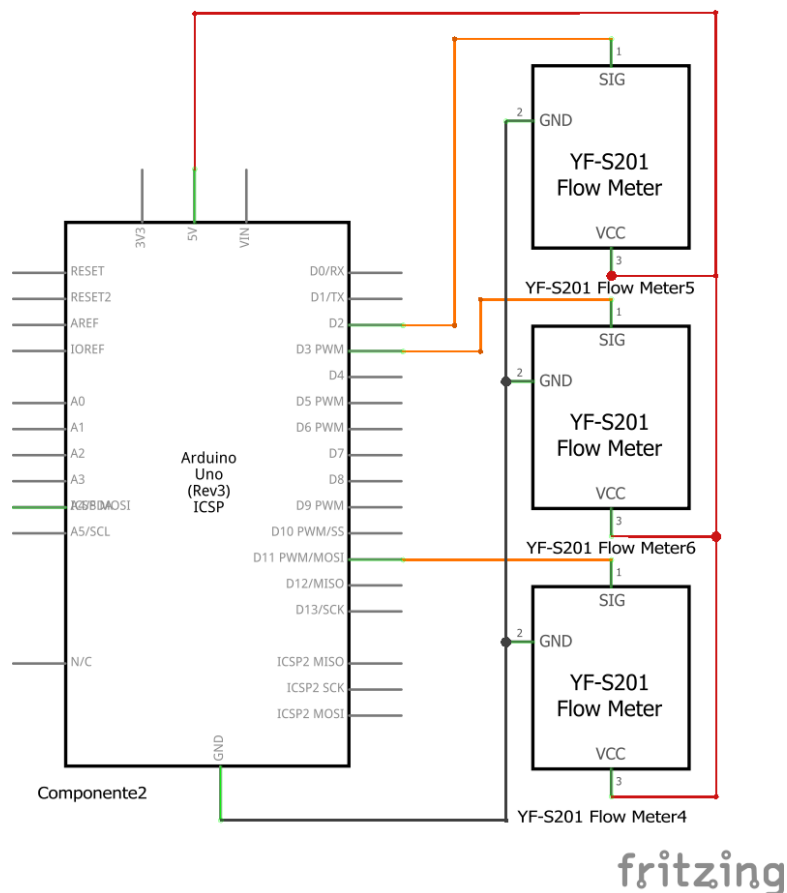 1
SIG
2
GND
YF-S201
Flow Meter
VCC
3
YF-S201 Flow Meter5
1
SIG
2
GND
YF-S201
Flow Meter
VCC
3
YF-S201 Flow Meter6
1
SIG
2
GND
YF-S201
Flow Meter
VCC
3
YF-S201 Flow Meter4
3V3
5V
VIN
RESET
RESET2
AREF
IOREF
A0
A1
A2
A3
A5/SCL
N/C
D0/RX
D1/TX
D2
D3 PWM
D4
D5 PWM
D6 PWM
D7
D8
D9 PWM
D10 PWM/SS
D11 PWM/MOSI
D12/MISO
D13/SCK
ICSP2 MISO
ICSP2 SCK
ICSP2 MOSI
Arduino
Uno
(Rev3)
ICSP
GND
Componente2
fritzing